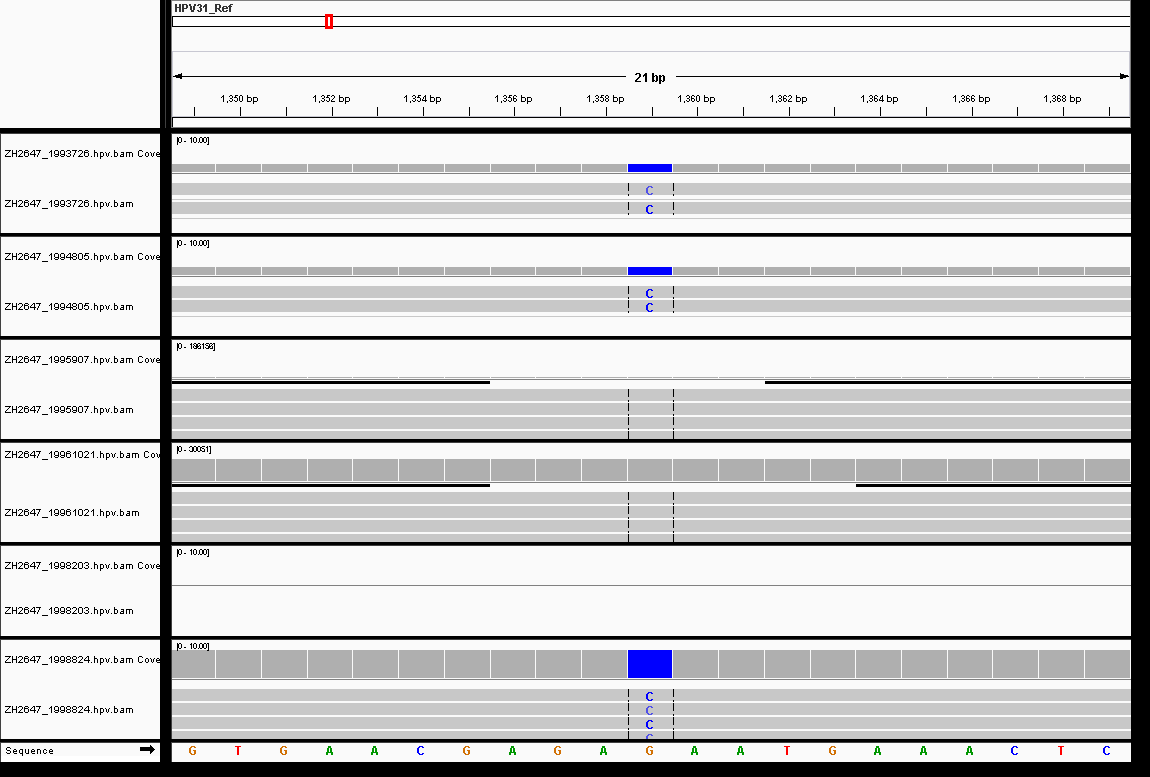 HPV31_Ref
21 bp
1,350 bp 1,352 bp 1,354 bp 1,356 bp 1,358 bp 1,360 bp 1,362 bp 1,364 bp 1,366 bp 1,368 bp
[0 - 10.00]
ZH2647_1993726.hpv.bam Cove
C
ZH2647_1993726.hpv.bam
C
[0 - 10.00]
ZH2647_1994805.hpv.bam Cove
C
ZH2647_1994805.hpv.bam
C
[0 - 186156]
ZH2647_1995907.hpv.bam Cove
ZH2647_1995907.hpv.bam
[0 - 30051]
ZH2647_19961021.hpv.bam Cov
ZH2647_19961021.hpv.bam
[0 - 10.00]
ZH2647_1998203.hpv.bam Cove
ZH2647_1998203.hpv.bam
[0 - 10.00]
ZH2647_1998824.hpv.bam Cove
C
ZH2647_1998824.hpv.bam
C
C
C
Sequence G T G A A C G A G A G A A T G A A A C T C